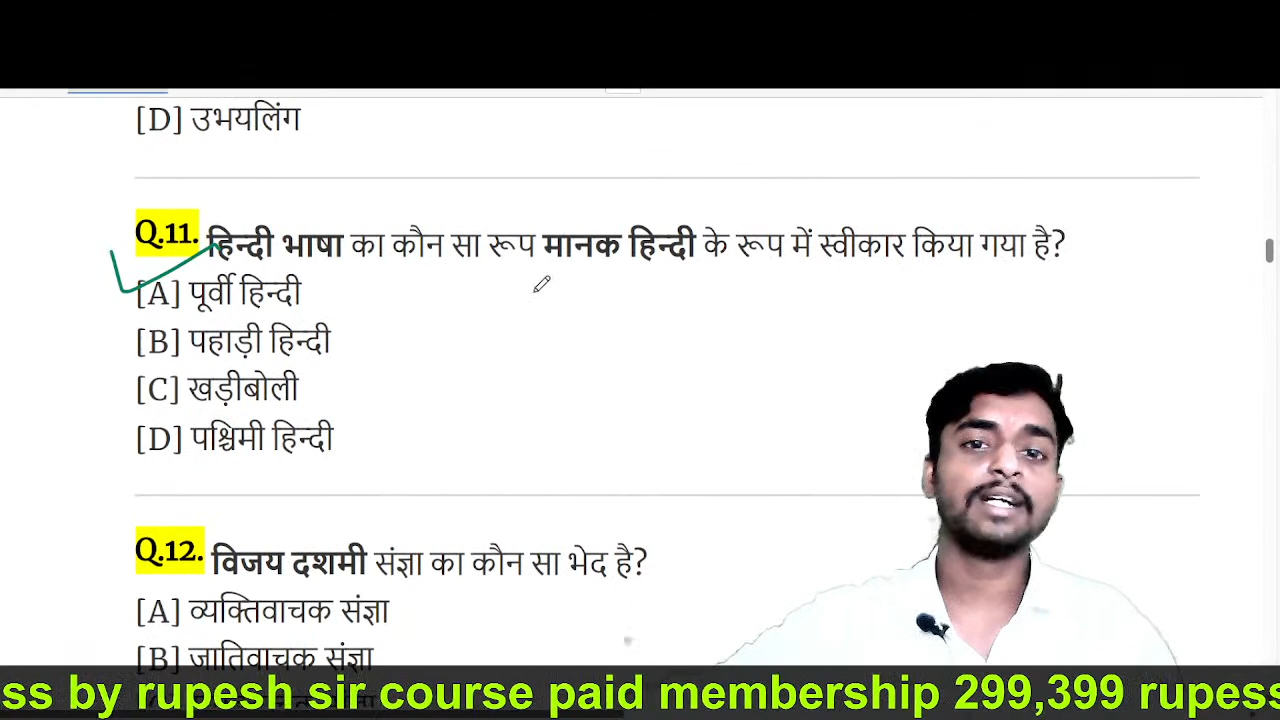 [D] उभयलिंग
Q.11. हिन्दी भाषा का कौन सा रूप मानक हिन्दी के रूप में स्वीकार किया गया है?
[A] पूर्वी हिन्दी
[B] पहाड़ी हिन्दी
[C] खड़ीबोली
[D] पश्चिमी हिन्दी
Q.12. विजय दशमी संज्ञा का कौन सा भेद है?
[A] व्यक्तिवाचक संज्ञा
[B] जातिवाचक संज्ञा
ss by rupesh sir course paid membership 299,399 rupess